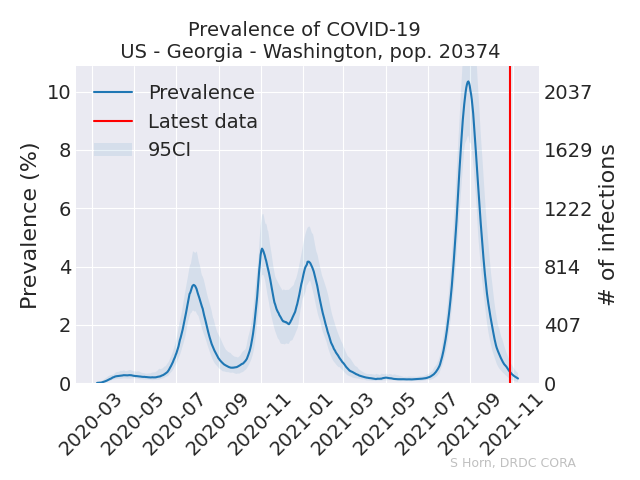 Prevalence of COVID-19
US - Georgia - Washington, pop. 20374
Prevalence (%)
10
8
6
4
2
0
Prevalence
Latest data
95CI
2037
1629
1222
814
407
0
# of infections
2020-03
2020-05
2020-07
2020-09
2020-11
2021-01
2021-03
2021-05
2021-07
2021-09
2021-11
S Horn, DRDC CORA